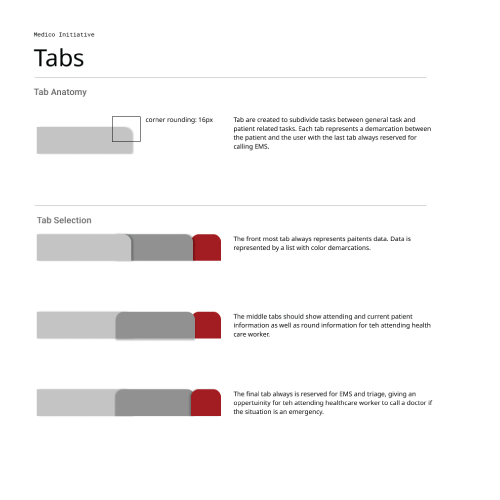 Medico Initiative
Tabs
Tab Anatomy
corner rounding: 16px
Tab are created to subdivide tasks between general task and
patient related tasks. Each tab represents a demarcation between
the patient and the user with the last tab always reserved for
calling EMS.
Tab Selection
The front most tab always represents paitents data. Data is
represented by a list with color demarcations.
The middle tabs should show attending and current patient
information as well as round information for teh attending health
care worker.
The final tab always is reserved for EMS and triage, giving an
oppertuinity for teh attending healthcare worker to call a doctor if
the situation is an emergency.